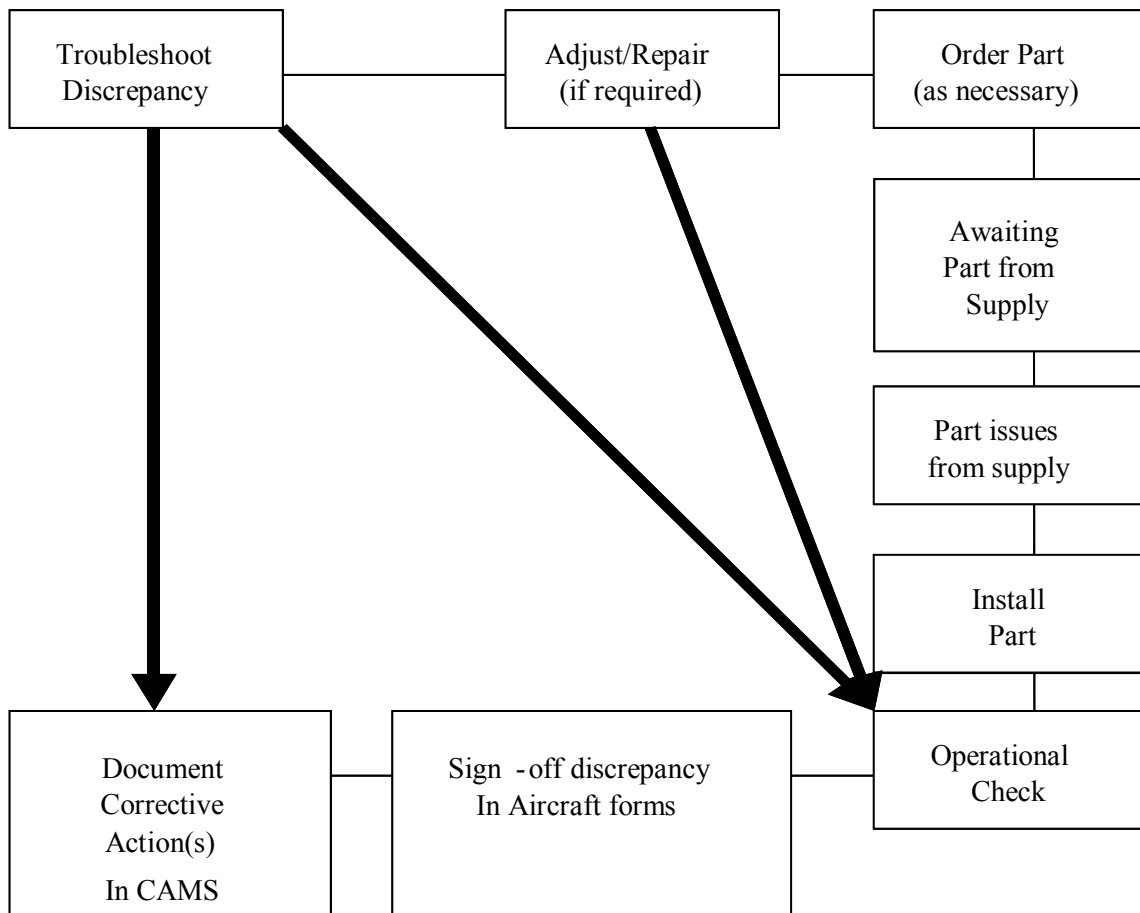 Troubleshoot
Discrepancy
Adjust/Repair
(if required)
Order Part
(as necessary)
Awaiting
Part from
Supply
Part issues
from supply
Install
Part
Operational
Check
Sign -off discrepancy
In Aircraft forms
Document
Corrective
Action(s)
In CAMS